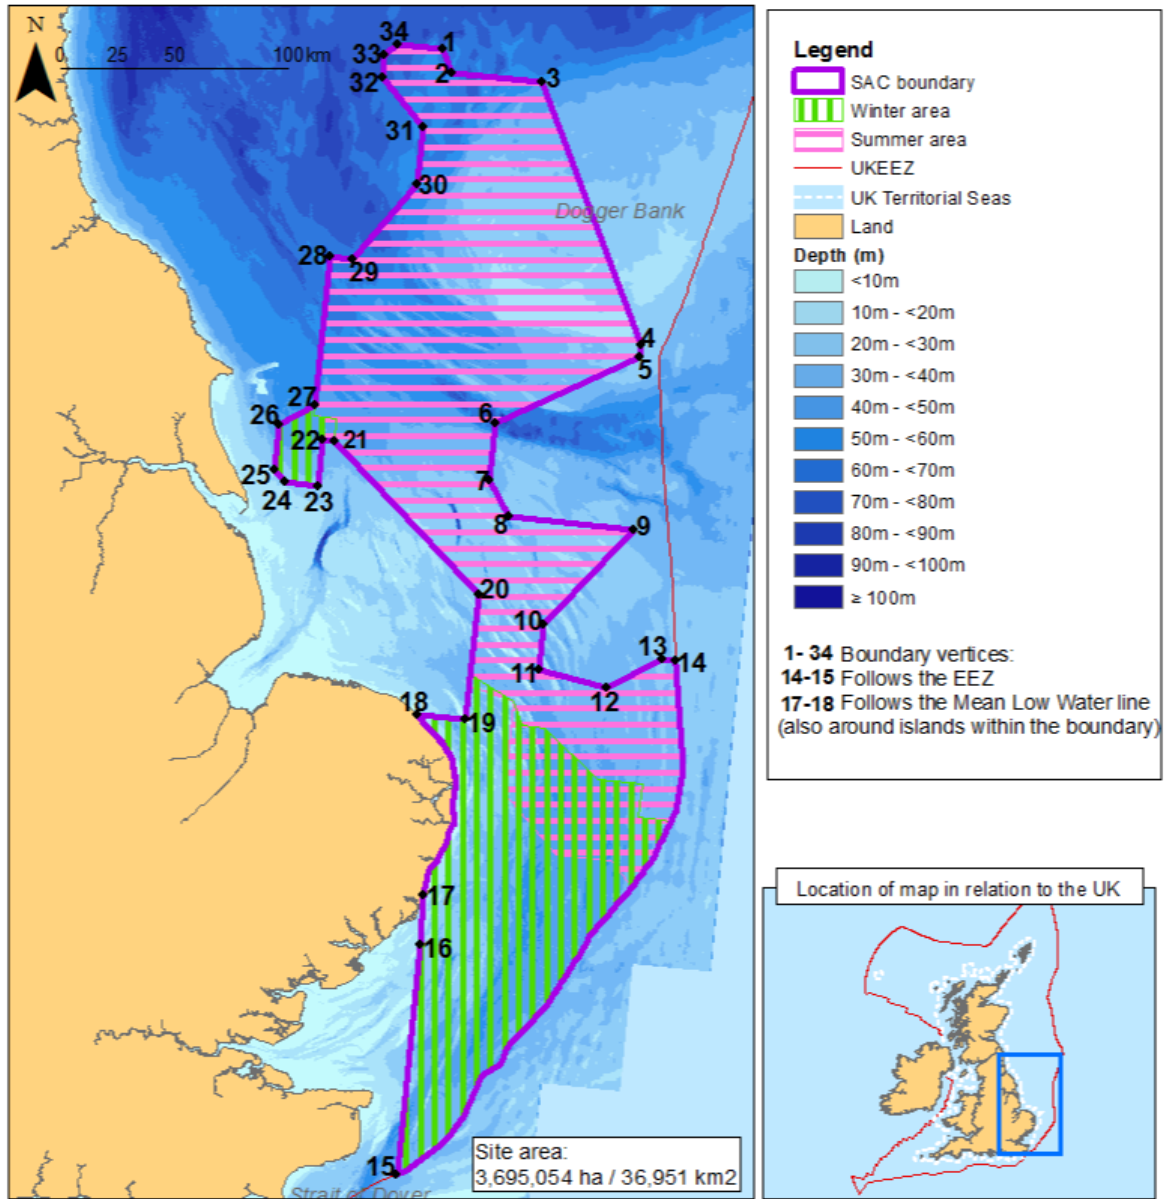 N
0 25 50 100km
34
1
33
2
3
32
31
30
Dogger Bank
28
29
4
5
27
6
26
22
21
25
7
24
23
8
9
20
10
13
14
11
12
18
19
17
16
15
Strait of Dover
Site area:
3,695,054 ha / 36,951 km2
Legend
SAC boundary
Winter area
Summer area
UKEEZ
UK Territorial Seas
Land
Depth (m)
<10m
10m - <20m
20m - <30m
30m - <40m
40m - <50m
50m - <60m
60m - <70m
70m - <80m
80m - <90m
90m - <100m
≥ 100m
1- 34 Boundary vertices:
14-15 Follows the EEZ
17-18 Follows the Mean Low Water line
(also around islands within the boundary)
Location of map in relation to the UK